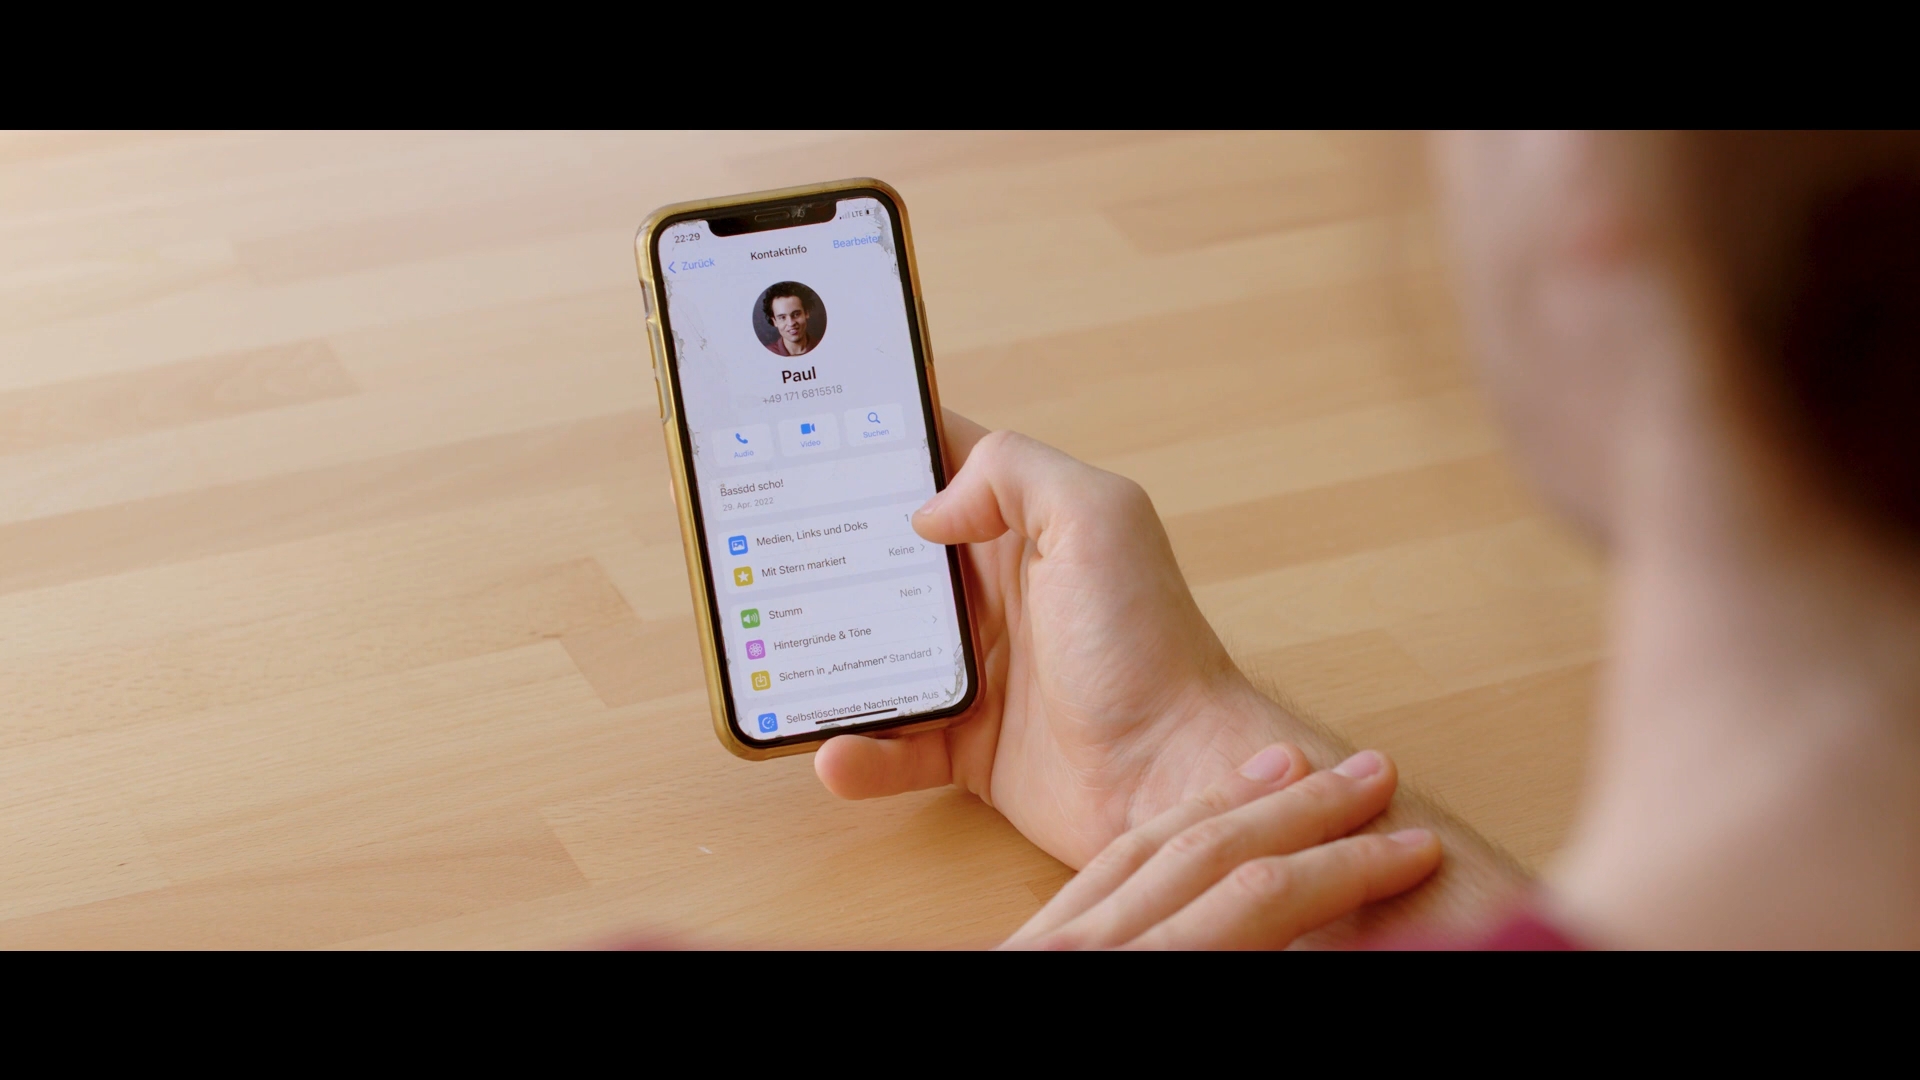 22:29
LTE
Zurück
Kontaktinfo
Bearbeiten
Paul
+49 171 6815518
Audio
Video
Suchen
Bassdd scho!
29. Apr. 2022
Medien, Links und Doks 1
Mit Stern markiert Keine
Stumm Nein
Hintergründe & Töne
Sichern in „Aufnahmen“ Standard
Selbstlöschende Nachrichten Aus